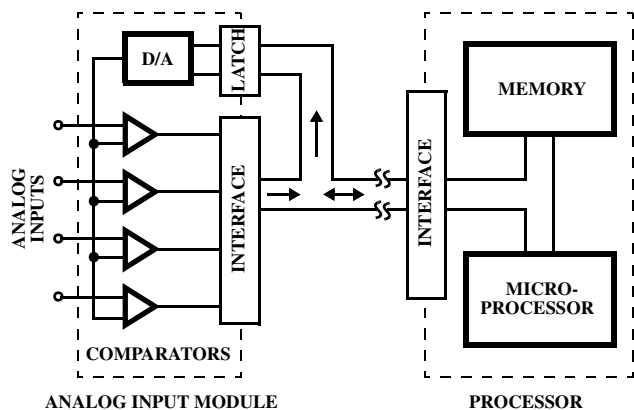 D/A
LATCH
MEMORY
ANALOG
INPUTS
INTERFACE
INTERFACE
MICRO-
PROCESSOR
COMPARATORS
ANALOG INPUT MODULE
PROCESSOR